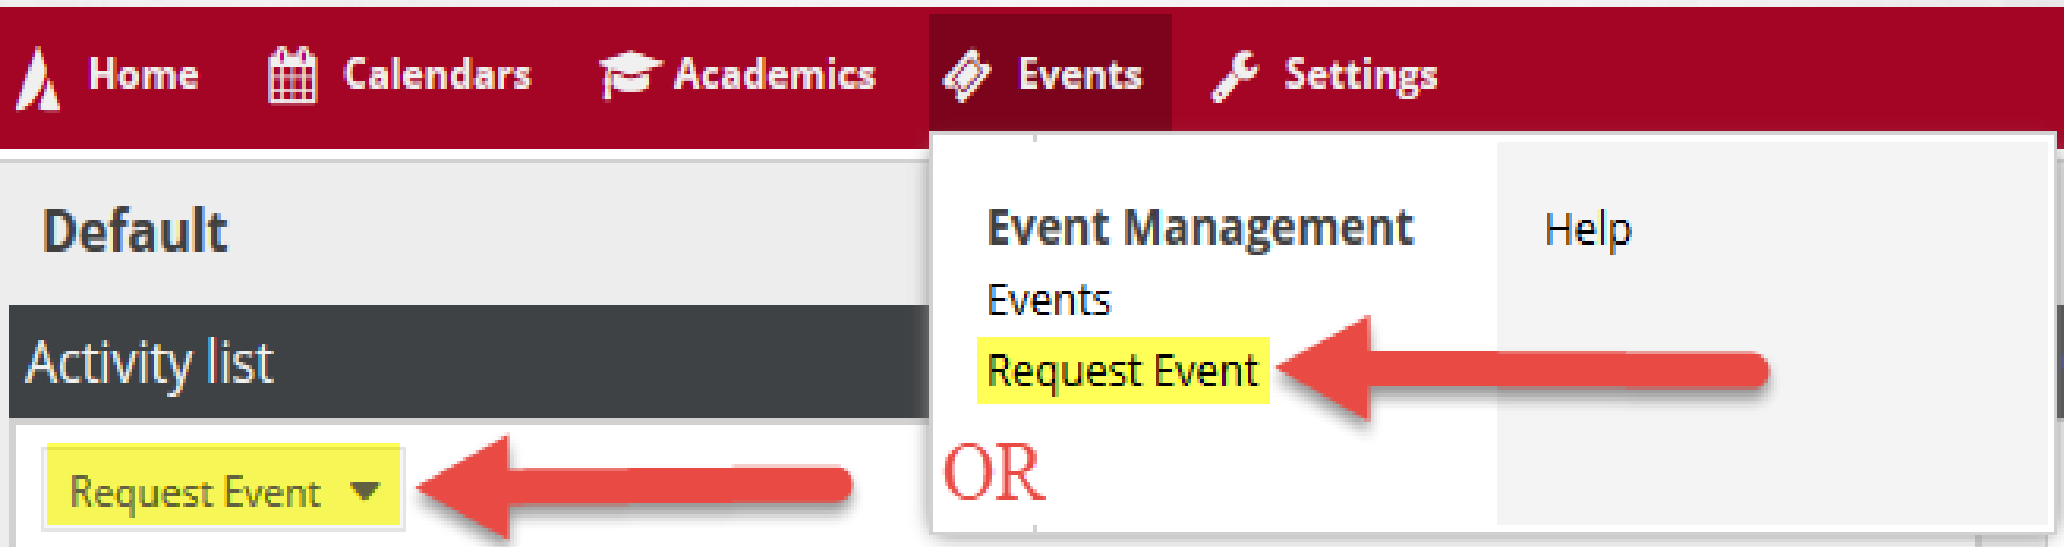 Home Calendars Academics Events Settings
Default
Event Management
Help
Events
Request Event
Activity list
Request Event
OR